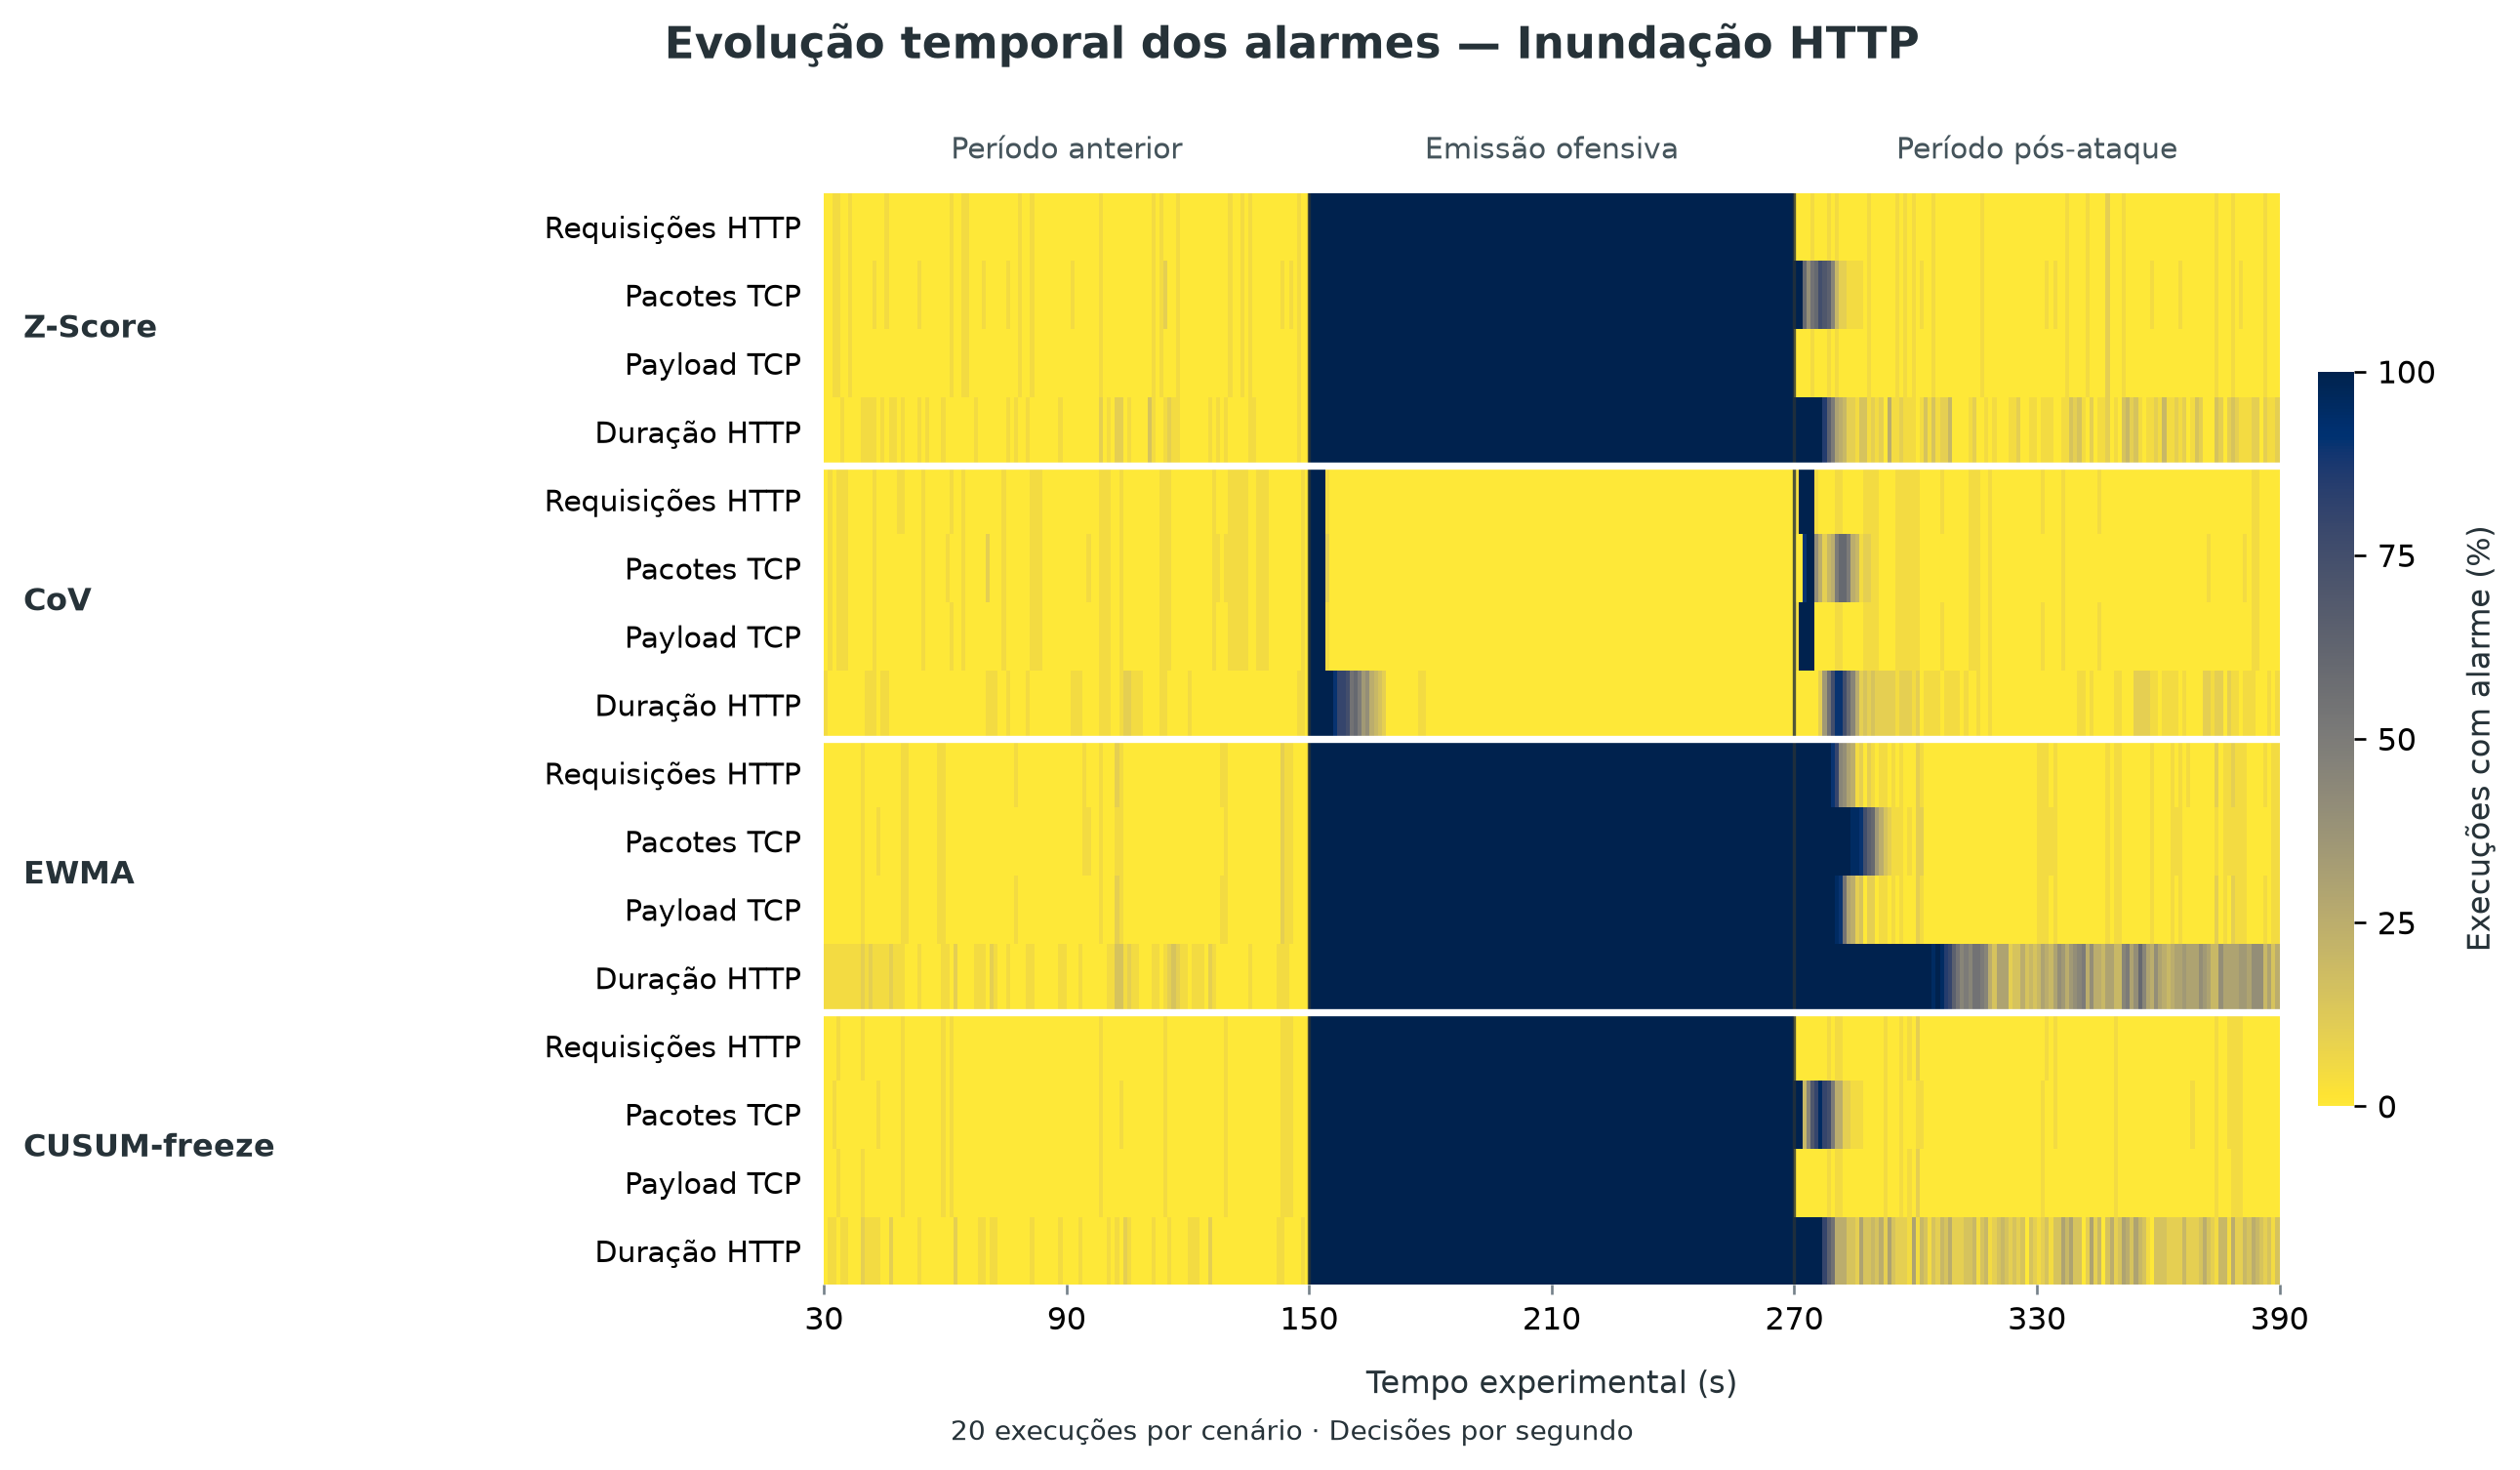 Evolução temporal dos alarmes — Inundação HTTP
Período anterior
Emissão ofensiva
Período pós-ataque
Z-Score
Requisições HTTP
Pacotes TCP
Payload TCP
Duração HTTP
CoV
Requisições HTTP
Pacotes TCP
Payload TCP
Duração HTTP
EWMA
Requisições HTTP
Pacotes TCP
Payload TCP
Duração HTTP
CUSUM-freeze
Requisições HTTP
Pacotes TCP
Payload TCP
Duração HTTP
30
90
150
210
270
330
390
Tempo experimental (s)
20 execuções por cenário · Decisões por segundo
100
75
50
25
0
Execuções com alarme (%)